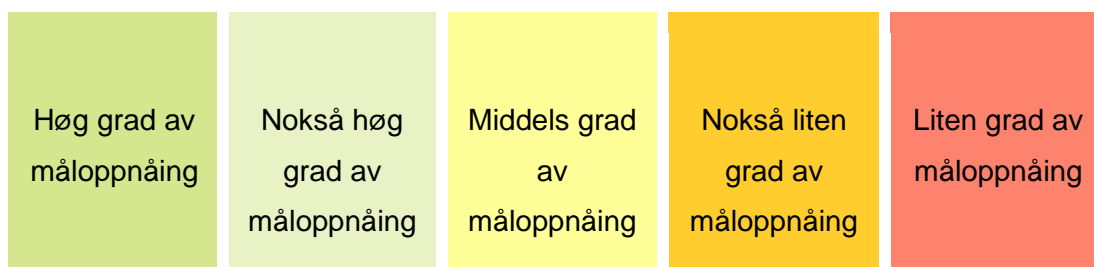 Høg grad av
måloppnåing
Nokså høg
grad av
måloppnåing
Middels grad
av
måloppnåing
Nokså liten
grad av
måloppnåing
Liten grad av
måloppnåing